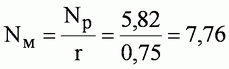 Nм = Nр / r = 5,82 / 0,75 = 7,76